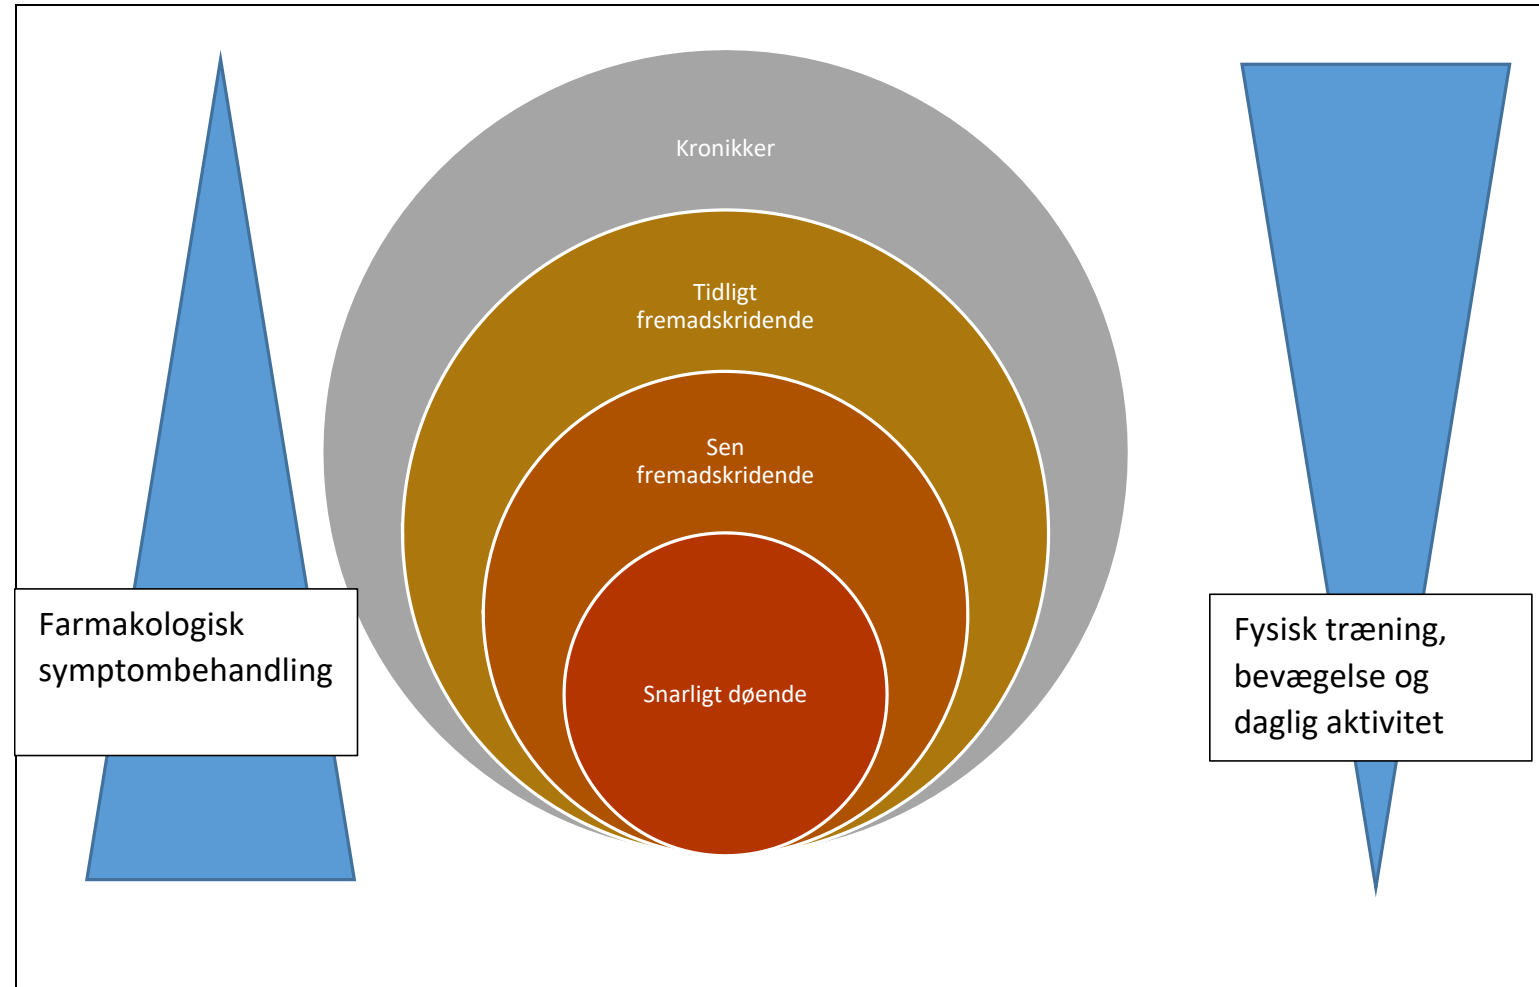 Kronikker
Tidligt
fremadskridende
Sen
fremadskridende
Snarligt døende
Farmakologisk
symptombehandling
Fysisk træning,
bevægelse og
daglig aktivitet